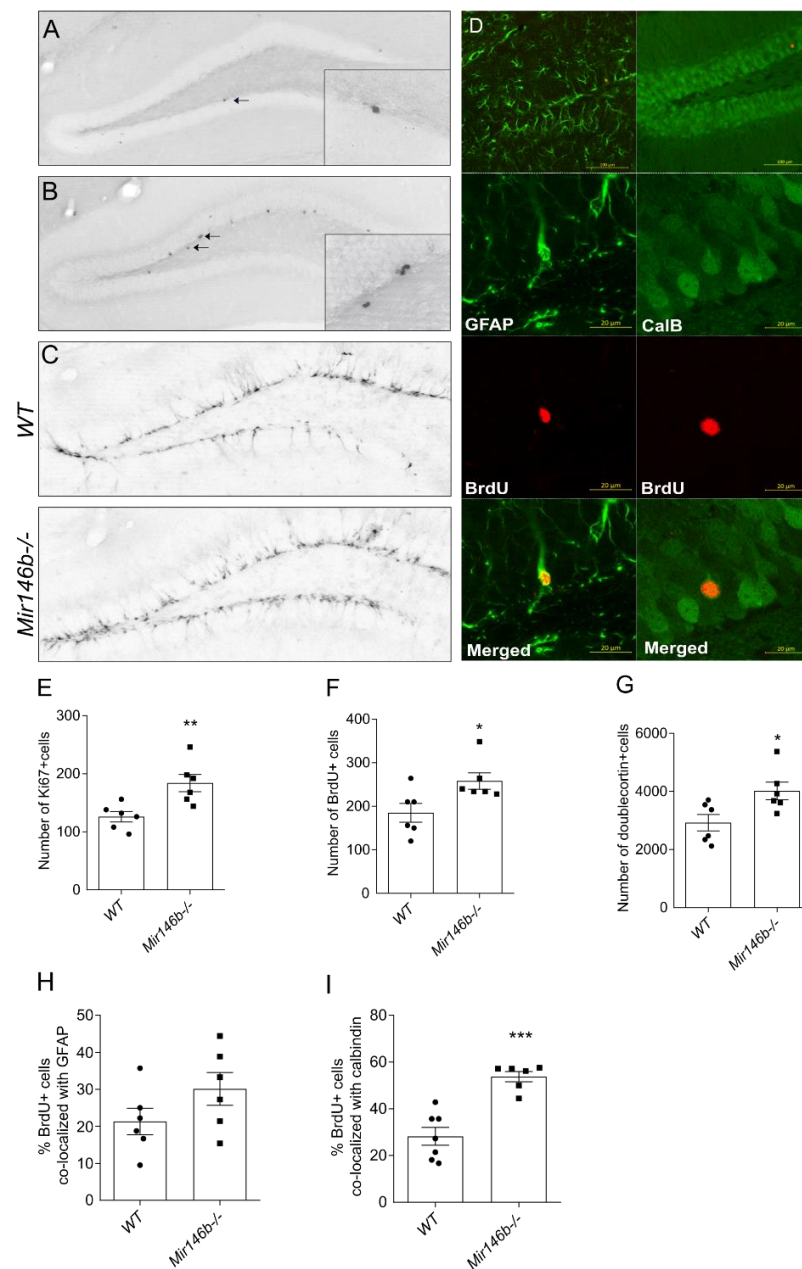 A
B
C
WT
Mir146b-/-
D
100 µm
100 µm
GFAP
20 µm
CalB
20 µm
BrdU
20 µm
BrdU
20 µm
Merged
20 µm
Merged
20 µm
E
Number of Ki67+cells
300
200
100
0
**
WT
Mir146b-/-
F
Number of BrdU+ cells
400
300
200
100
0
*
WT
Mir146b-/-
G
Number of doublecortin+cells
6000
4000
2000
0
*
WT
Mir146b-/-
H
% BrdU+ cells
co-localized with GFAP
50
40
30
20
10
0
WT
Mir146b-/-
I
% BrdU+ cells
co-localized with calbindin
80
60
40
20
0
***
WT
Mir146b-/-